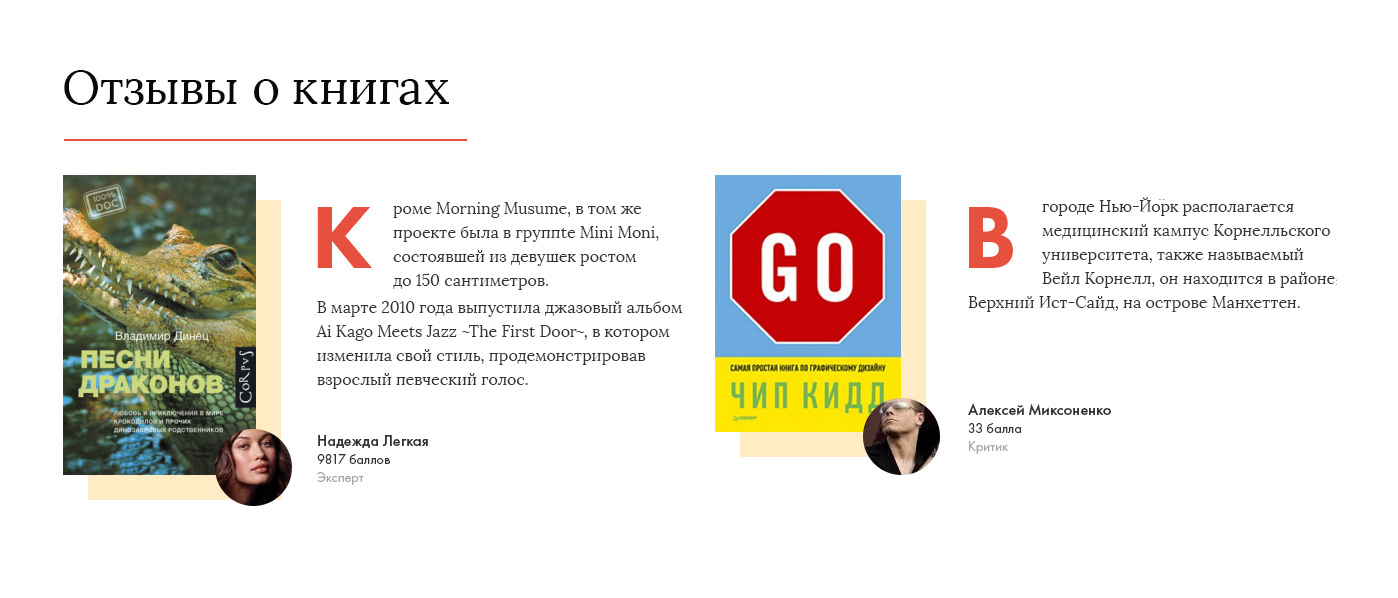 Отзывы о книгах
100% DOC
Владимир Динец
ПЕСНИ
ДРАКОНОВ
CORPVS
ЛЮБОВЬ И ПРИКЛЮЧЕНИЯ В МИРЕ
КРОКОДИЛОВ И ПРОЧИХ
ДИНОЗАВРОВЫХ РОДСТВЕННИКОВ
Кроме Morning Musume, в том же
проекте была в группtе Mini Moni,
состоявшей из девушек ростом
до 150 сантиметров.
В марте 2010 года выпустила джазовый альбом
Ai Kago Meets Jazz ~The First Door~, в котором
изменила свой стиль, продемонстрировав
взрослый певческий голос.
Надежда Легкая
9817 баллов
Эксперт
GO
САМАЯ ПРОСТАЯ КНИГА ПО ГРАФИЧЕСКОМУ ДИЗАЙНУ
ЧИП КИДД
В городе Нью-Йорк располагается
медицинский кампус Корнелльского
университета, также называемый
Вейл Корнелл, он находится в районе
Верхний Ист-Сайд, на острове Манхеттен.
Алексей Миксоненко
33 балла
Критик